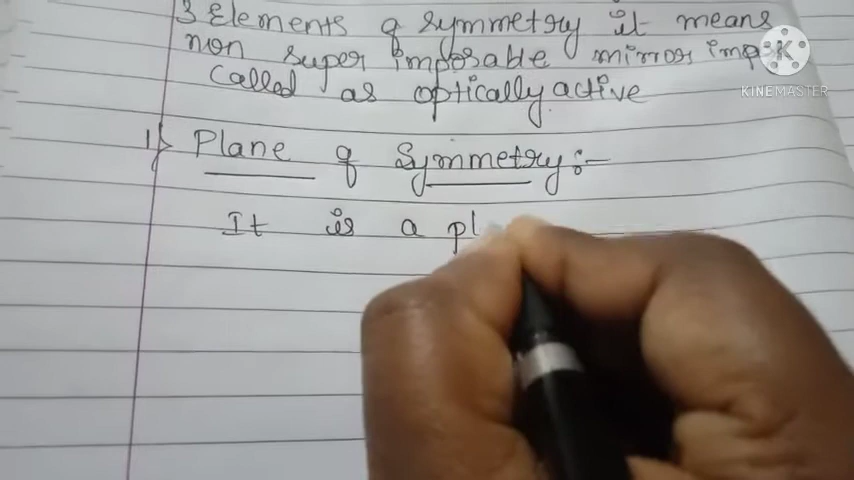 3 Elements of symmetry it means
non super imposable mirror
called as optically active
KINEMASTER
1) Plane of Symmetry :-
It is a pl